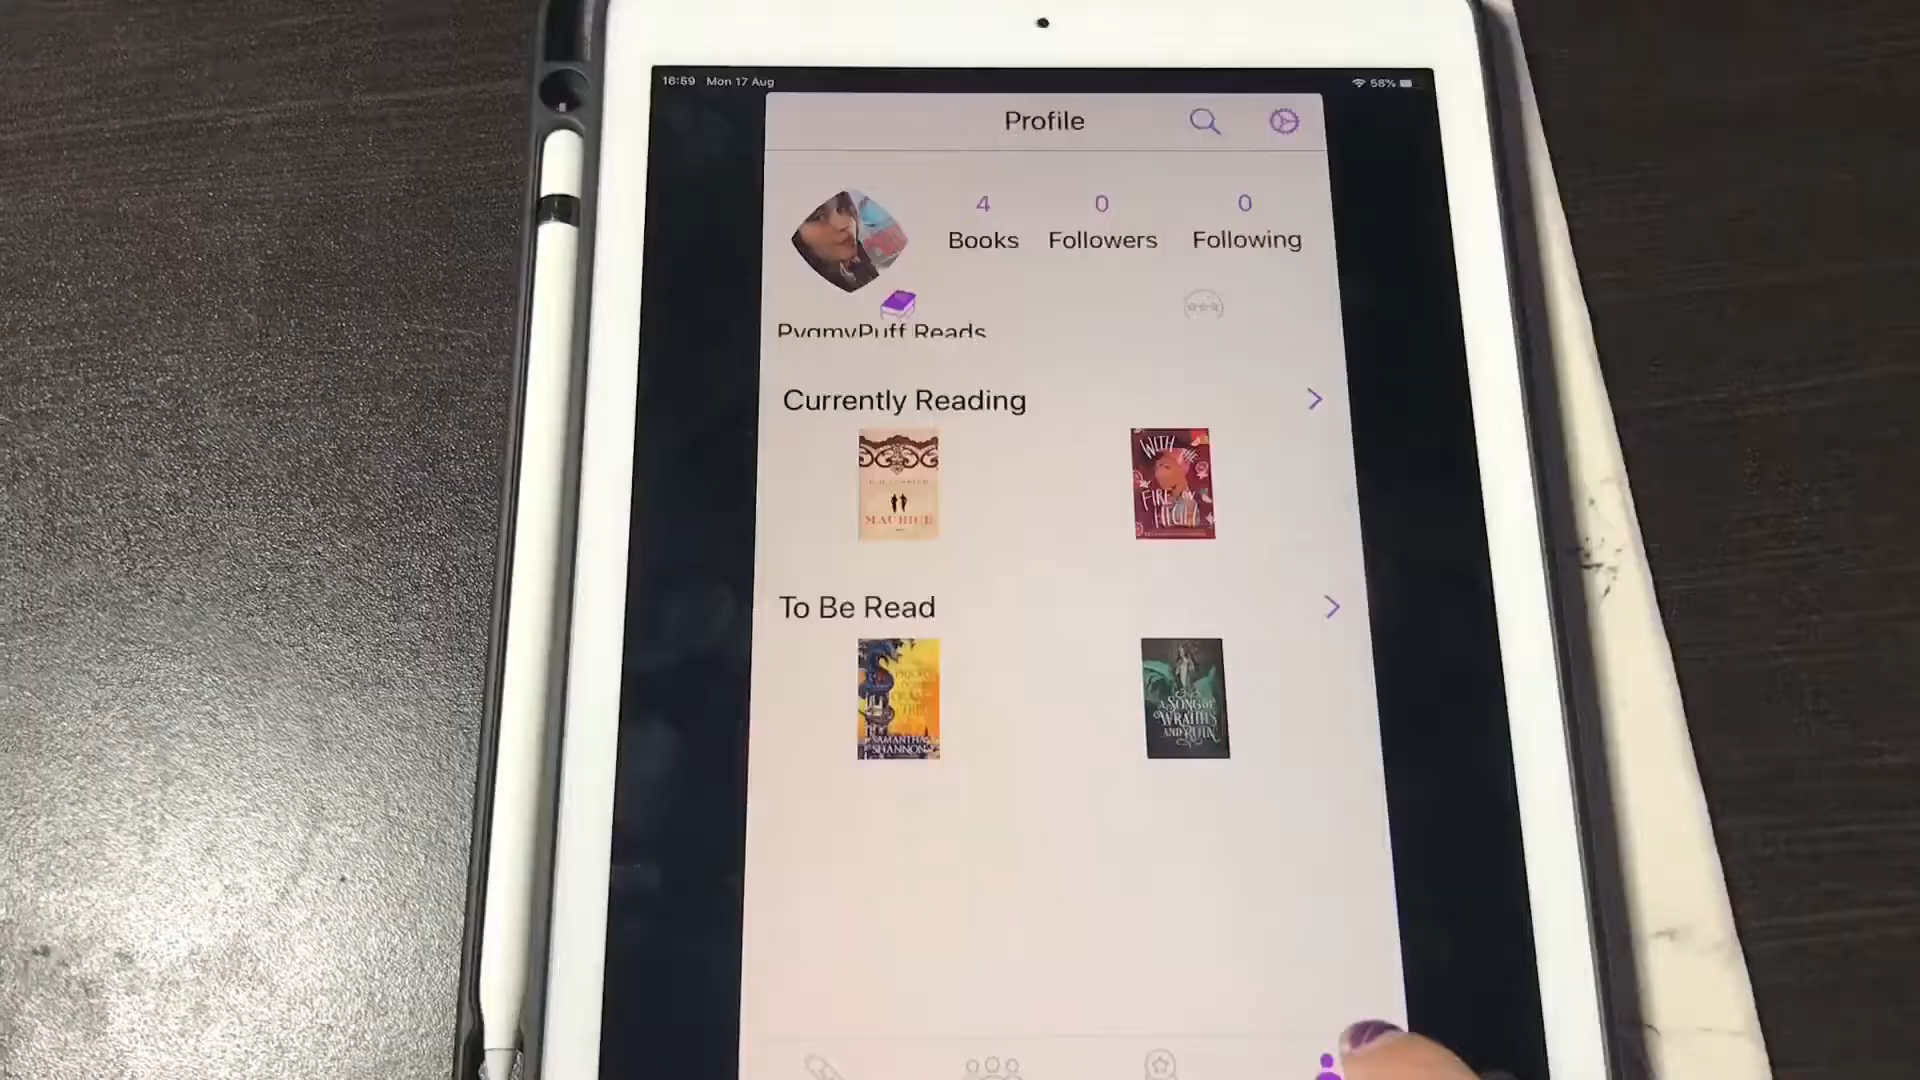 16:59 Mon 17 Aug
58%
Profile
4
0
0
Books
Followers
Following
PygmyPuff Reads
Currently Reading
MAURICE
WITH THE
FIRE ON
HIGH
To Be Read
SAMANTHA
SHANNON
A SONG OF
WRAITHS
AND RUIN